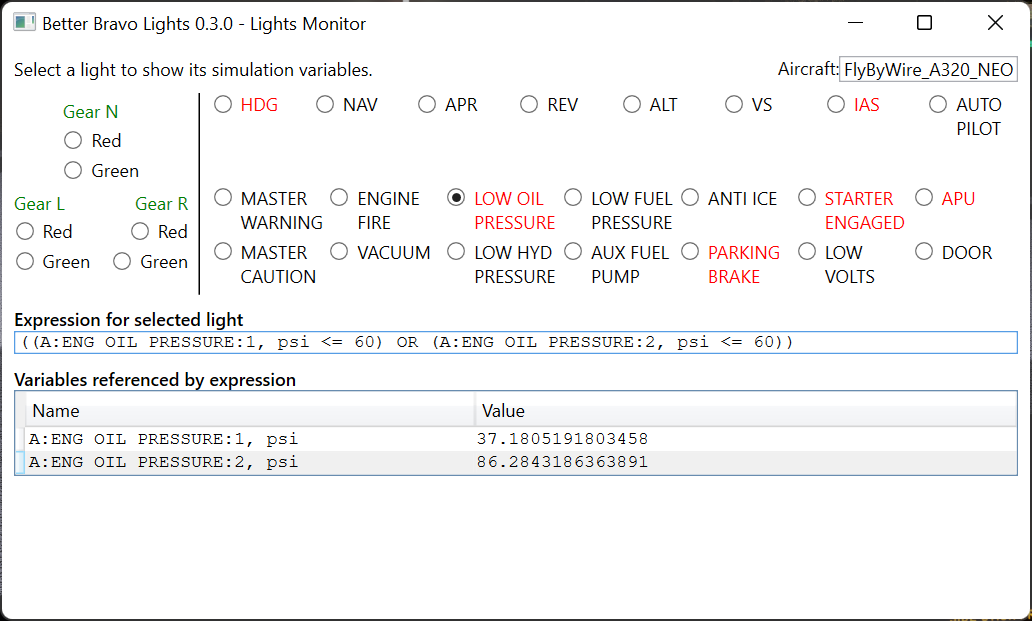 Better Bravo Lights 0.3.0 - Lights Monitor
Select a light to show its simulation variables.
Aircraft: FlyByWire_A320_NEO
Gear N
Red
Green
Gear L
Red
Green
Gear R
Red
Green
HDG
NAV
APR
REV
ALT
VS
IAS
AUTO
PILOT
MASTER
WARNING
ENGINE
FIRE
LOW OIL
PRESSURE
LOW FUEL
PRESSURE
ANTI ICE
STARTER
ENGAGED
APU
MASTER
CAUTION
VACUUM
LOW HYD
PRESSURE
AUX FUEL
PUMP
PARKING
BRAKE
LOW
VOLTS
DOOR
Expression for selected light
((A:ENG OIL PRESSURE:1, psi <= 60) OR (A:ENG OIL PRESSURE:2, psi <= 60))
Variables referenced by expression
Name Value
A:ENG OIL PRESSURE:1, psi 37.1805191803458
A:ENG OIL PRESSURE:2, psi 86.2843186363891